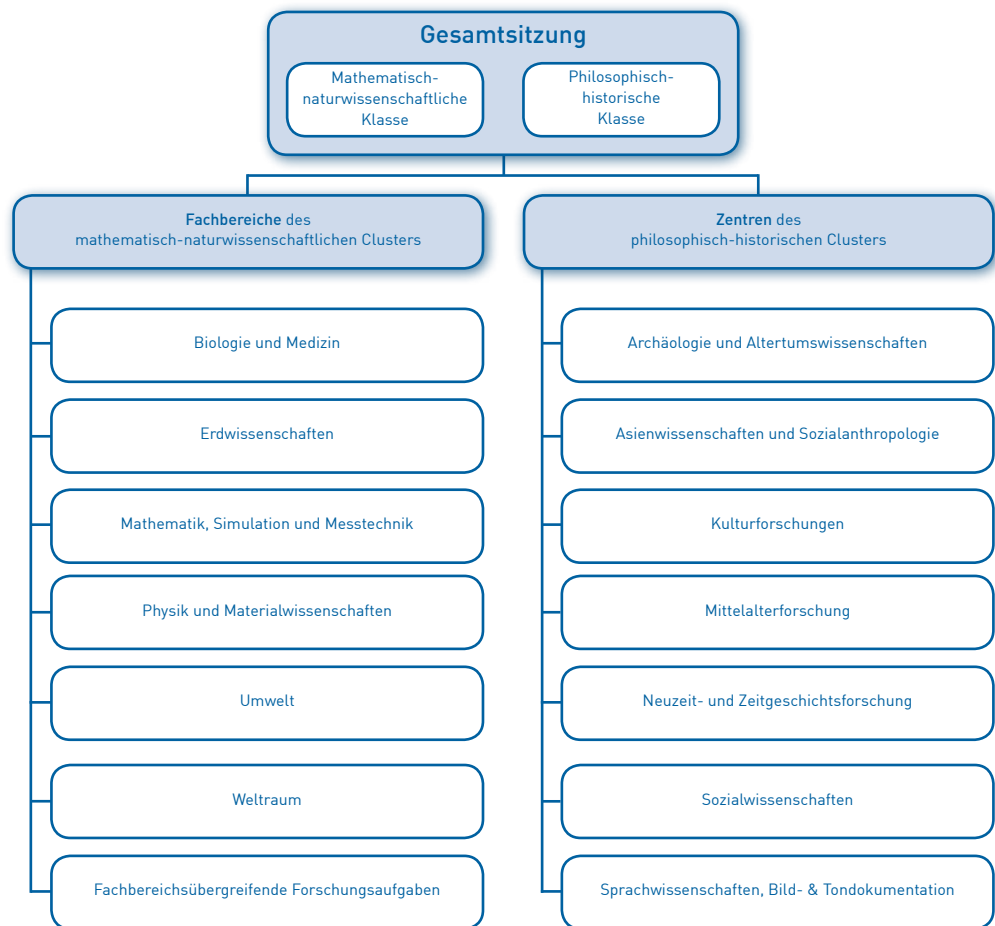 Gesamtsitzung
Mathematisch-
naturwissenschaftliche
Klasse
Philosophisch-
historische
Klasse
Fachbereiche des
mathematisch-naturwissenschaftlichen Clusters
Biologie und Medizin
Erdwissenschaften
Mathematik, Simulation und Messtechnik
Physik und Materialwissenschaften
Umwelt
Weltraum
Fachbereichsübergreifende Forschungsaufgaben
Zentren des
philosophisch-historischen Clusters
Archäologie und Altertumswissenschaften
Asienwissenschaften und Sozialanthropologie
Kulturforschungen
Mittelalterforschung
Neuzeit- und Zeitgeschichtsforschung
Sozialwissenschaften
Sprachwissenschaften, Bild- & Tondokumentation